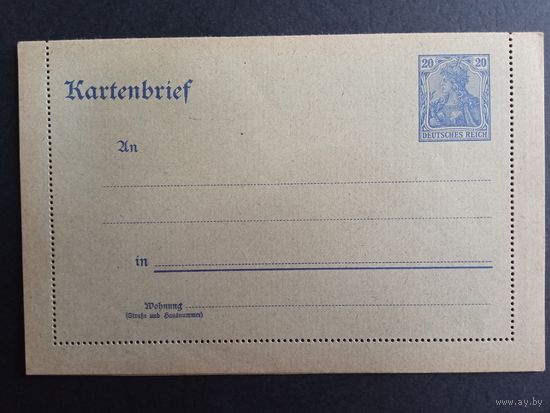 20 20
Kartenbrief
DEUTSCHES REICH
An
in
Wohnung
(Straße und Hausnummer)
www.ay.by